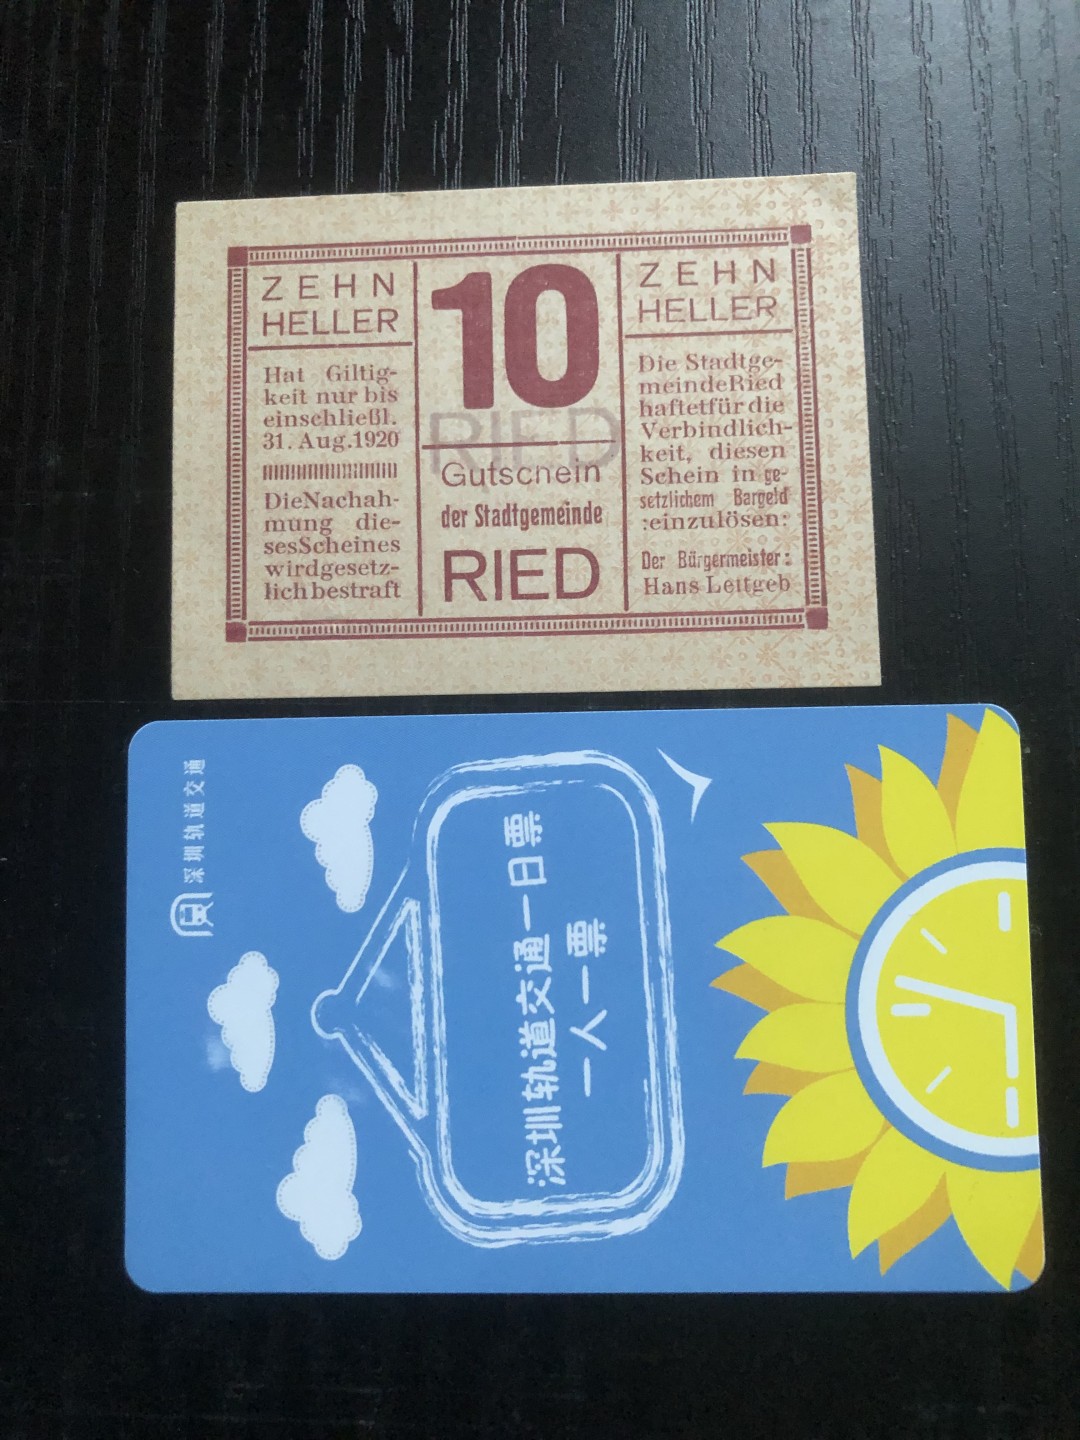 ZEHN
HELLER
Hat Giltig-
keit nur bis
einschließl.
31. Aug.1920
DieNachah-
mung die-
sesScheines
wirdgesetz-
lichbestraft
10
RIED
Gutschein
der Stadtgemeinde
RIED
ZEHN
HELLER
Die Stadtge-
meindeRied
haftetfür die
Verbindlich-
keit, diesen
Schein in ge-
setzlichem Bargeld
:einzulösen:
Der Bürgermeister:
Hans Leitgeb
深圳轨道交通
深圳轨道交通一日票
一人一票